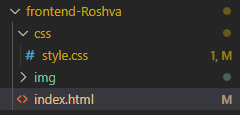 frontend-Roshva
css
# style.css 1, M
img
<> index.html M